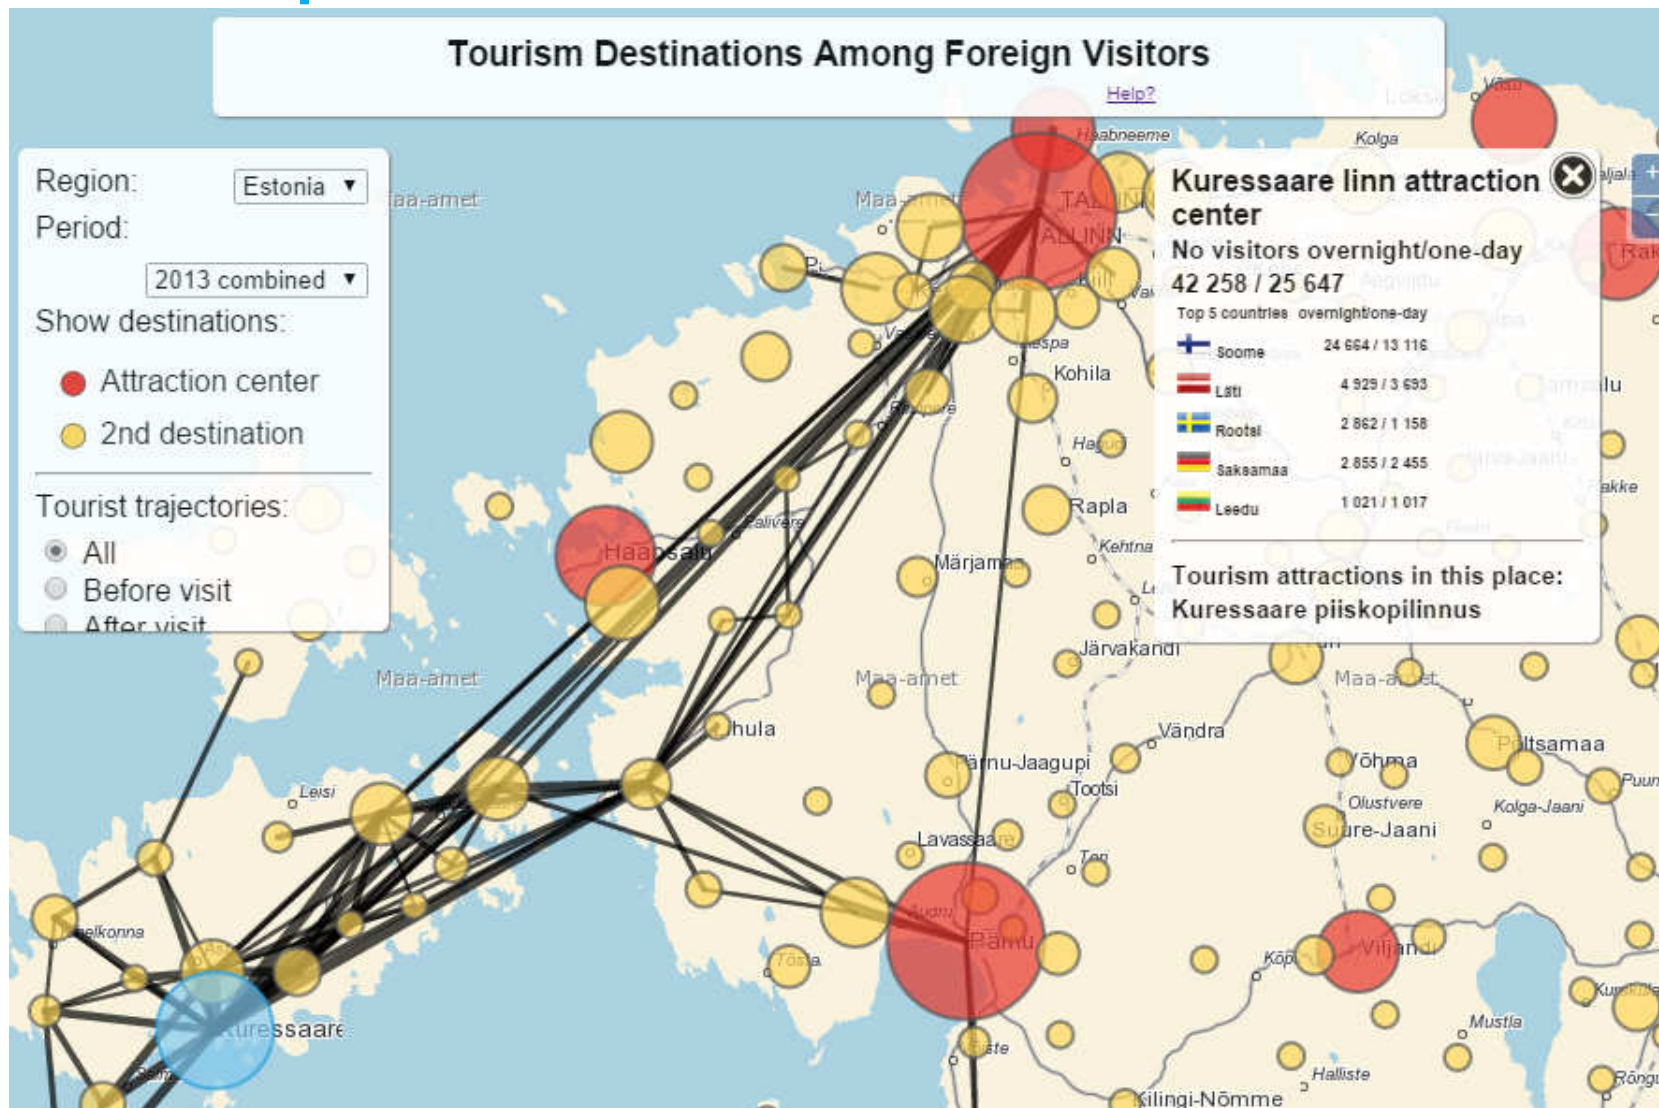 Tourism Destinations Among Foreign Visitors
Help?
Region:
Estonia ▼
Period:
2013 combined ▼
Show destinations:
Attraction center
2nd destination
Tourist trajectories:
All
Before visit
After visit
Kuressaare linn attraction
center
No visitors overnight/one-day
42 258 / 25 647
Top 5 countries overnight/one-day
Soome 24 664 / 13 116
Läti 4 929 / 3 693
Rootsi 2 862 / 1 158
Saksamaa 2 855 / 2 455
Leedu 1 021 / 1 017
Tourism attractions in this place:
Kuressaare piiskopilinnus
Haabneeme
Kolga
Maa-amet
TALLINN
TALLINN
Kohila
Rapla
Kehtna
Palivere
Haapsalu
Märjamaa
Järvakandi
Maa-amet
Maa-amet
Maa-amet
Vändra
Põltsamaa
Võhma
Pärnu-Jaagupi
Tootsi
Olustvere
Kolga-Jaani
Suure-Jaani
Leisi
Lavassaare
Tori
Audru
Pärnu
Viljandi
Kuressaare
Mustla
Halliste
Kilingi-Nõmme